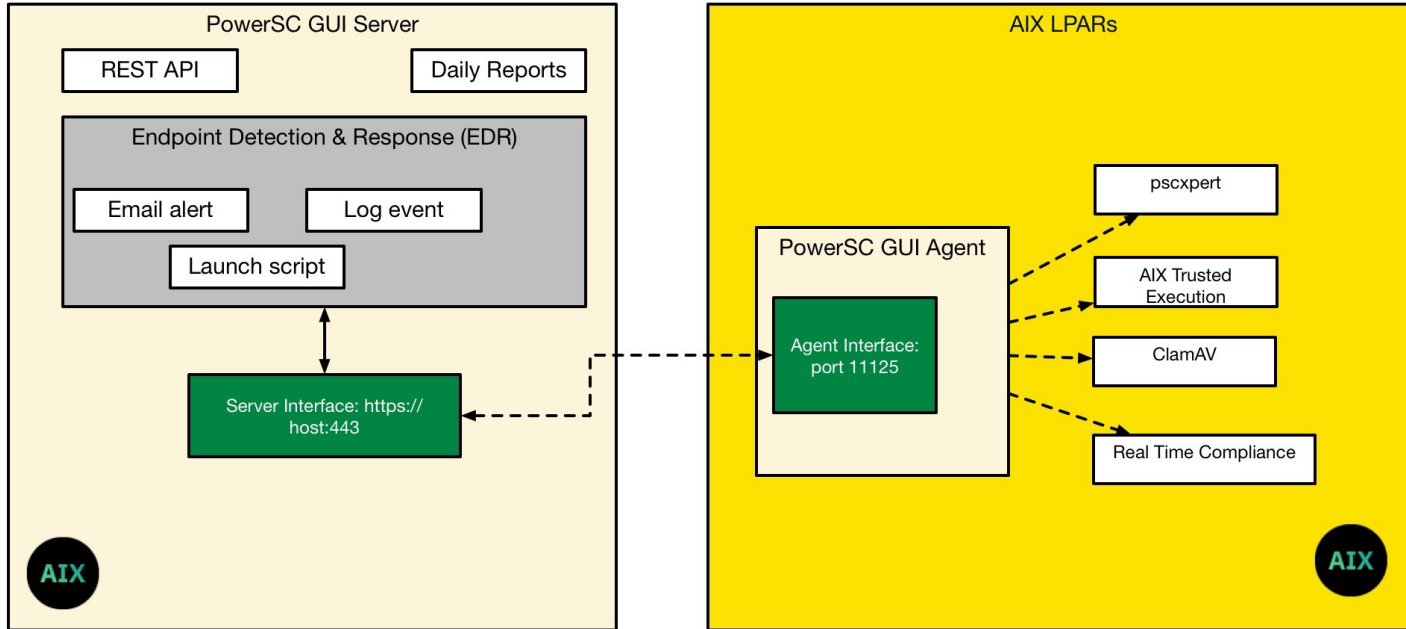 PowerSC GUI Server
REST API
Daily Reports
Endpoint Detection & Response (EDR)
Email alert
Log event
Launch script
Server Interface: https://
host:443
AIX
AIX LPARs
PowerSC GUI Agent
Agent Interface:
port 11125
pscxpert
AIX Trusted
Execution
ClamAV
Real Time Compliance
AIX